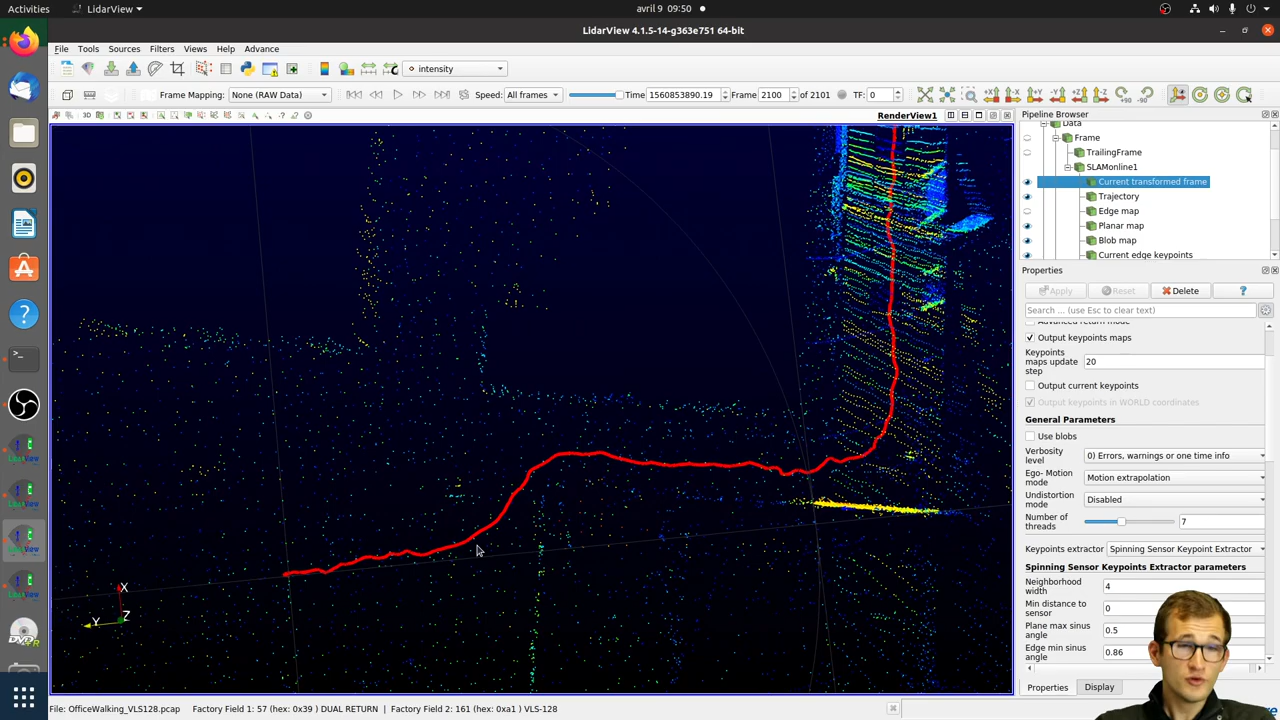 Activities
LidarView
avril 9 09:50
LidarView 4.1.5-14-g363e751 64-bit
File Tools Sources Filters Views Help Advance
intensity
Frame Mapping: None (RAW Data)
Speed: All frames
Time 1560853890.19
Frame 2100 of 2101
TF: 0
3D
RenderView1
Pipeline Browser
Data
Frame
TrailingFrame
SLAMonline1
Current transformed frame
Trajectory
Edge map
Planar map
Blob map
Current edge keypoints
Properties
Apply Reset Delete ?
Search ... (use Esc to clear text)
Advanced return mode
Output keypoints maps
Keypoints maps update step 20
Output current keypoints
Output keypoints in WORLD coordinates
General Parameters
Use blobs
Verbosity level 0) Errors, warnings or one time info
Ego- Motion mode Motion extrapolation
Undistortion mode Disabled
Number of threads 7
Keypoints extractor Spinning Sensor Keypoint Extractor
Spinning Sensor Keypoints Extractor parameters
Neighborhood width 4
Min distance to sensor 0
Plane max sinus angle 0.5
Edge min sinus angle 0.86
Properties Display
X
Y
Z
File: OfficeWalking_VLS128.pcap Factory Field 1: 57 (hex: 0x39 ) DUAL RETURN | Factory Field 2: 161 (hex: 0xa1 ) VLS-128